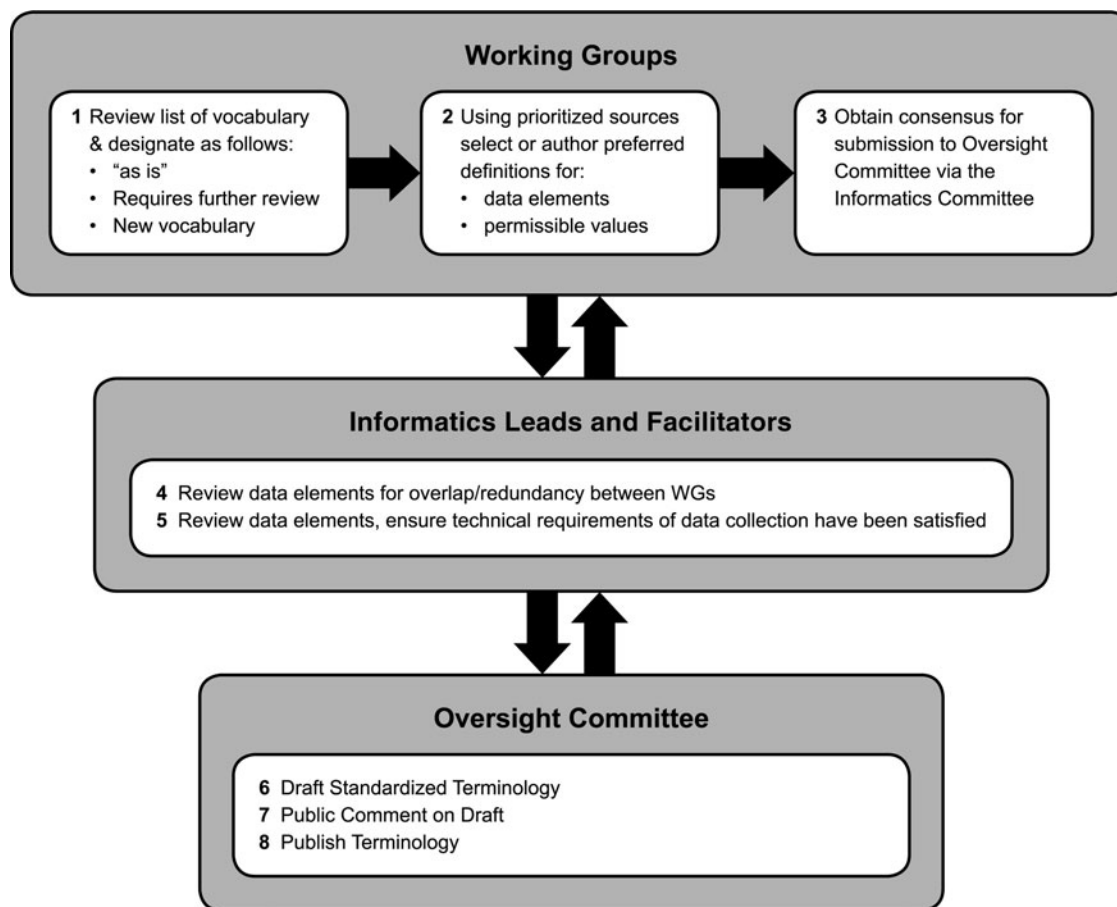 Working Groups
1 Review list of vocabulary
& designate as follows:
• “as is”
• Requires further review
• New vocabulary
2 Using prioritized sources
select or author preferred
definitions for:
• data elements
• permissible values
3 Obtain consensus for
submission to Oversight
Committee via the
Informatics Committee
Informatics Leads and Facilitators
4 Review data elements for overlap/redundancy between WGs
5 Review data elements, ensure technical requirements of data collection have been satisfied
Oversight Committee
6 Draft Standardized Terminology
7 Public Comment on Draft
8 Publish Terminology